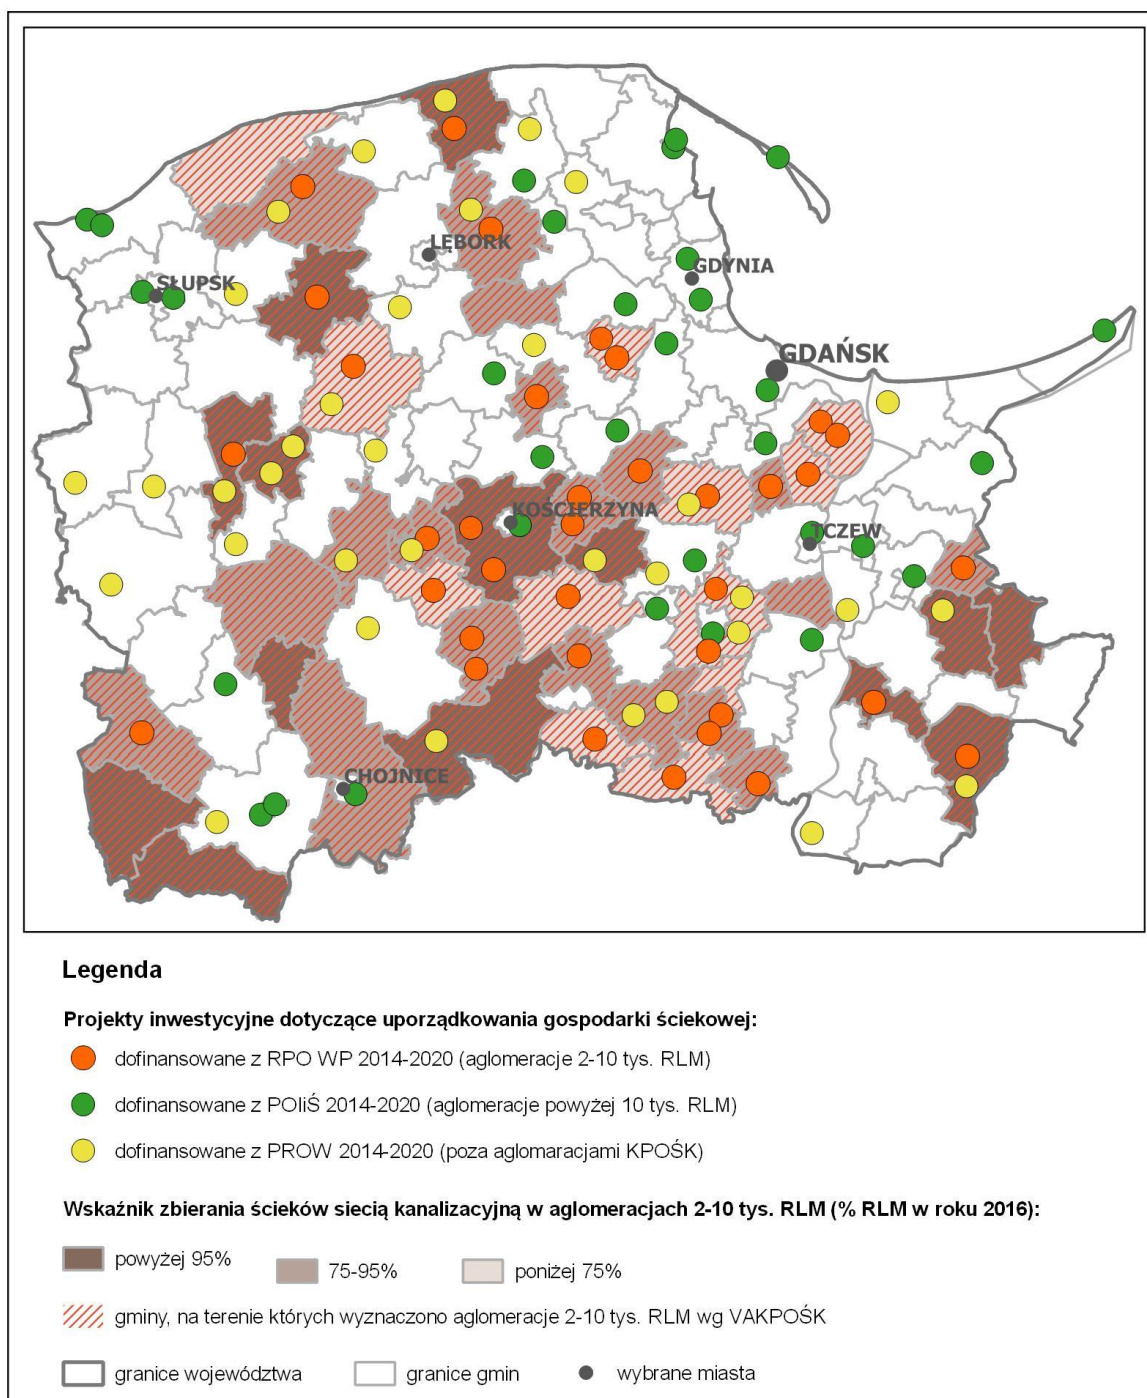 LĘBORK
SŁUPSK
GDYNIA
GDAŃSK
KOŚCIERZYNA
TCZEW
CHOJNICE
Legenda
Projekty inwestycyjne dotyczące uporządkowania gospodarki ściekowej:
dofinansowane z RPO WP 2014-2020 (aglomeracje 2-10 tys. RLM)
dofinansowane z POIiŚ 2014-2020 (aglomeracje powyżej 10 tys. RLM)
dofinansowane z PROW 2014-2020 (poza aglomaracjami KPOŚK)
Wskaźnik zbierania ścieków siecią kanalizacyjną w aglomeracjach 2-10 tys. RLM (% RLM w roku 2016):
powyżej 95% 75-95% poniżej 75%
gminy, na terenie których wyznaczono aglomeracje 2-10 tys. RLM wg VAKPOŚK
granice województwa granice gmin wybrane miasta